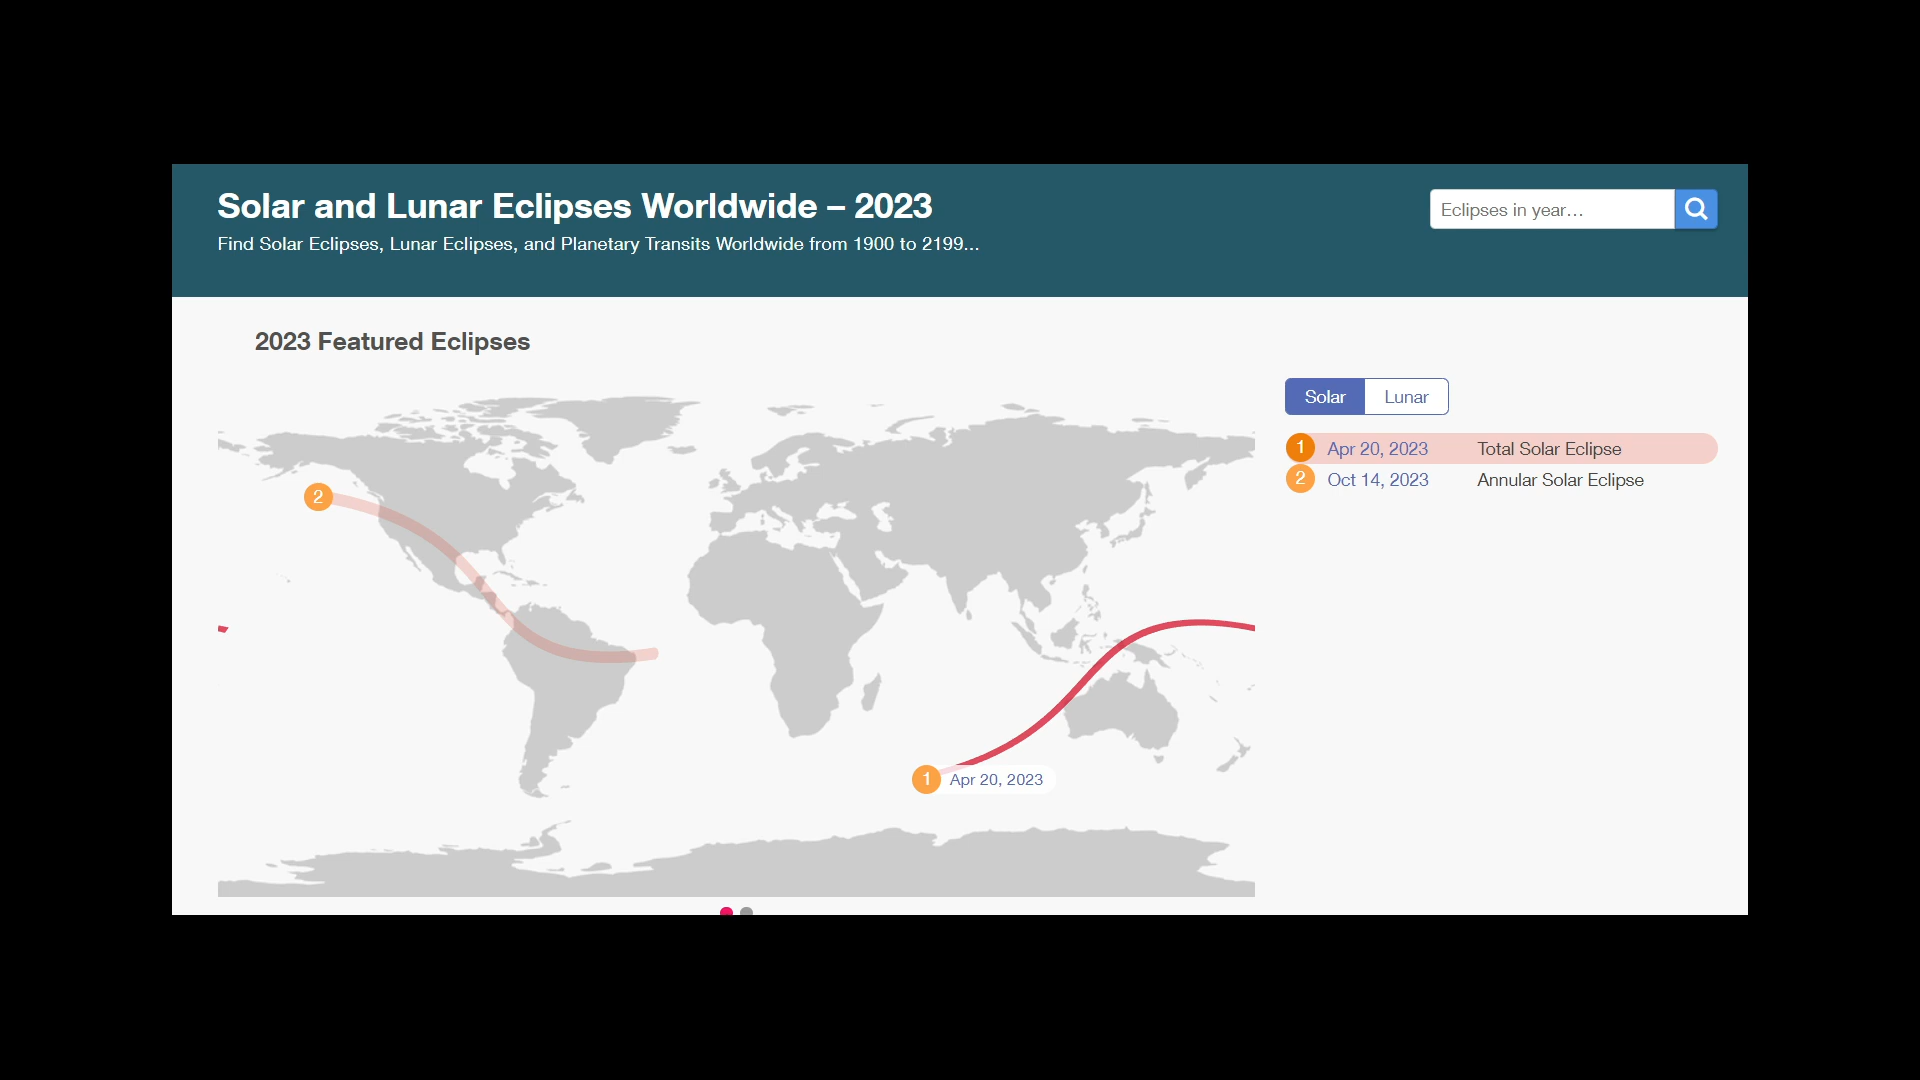 Solar and Lunar Eclipses Worldwide – 2023
Find Solar Eclipses, Lunar Eclipses, and Planetary Transits Worldwide from 1900 to 2199...
Eclipses in year...
2023 Featured Eclipses
Solar Lunar
1 Apr 20, 2023 Total Solar Eclipse
2 Oct 14, 2023 Annular Solar Eclipse
2
1 Apr 20, 2023